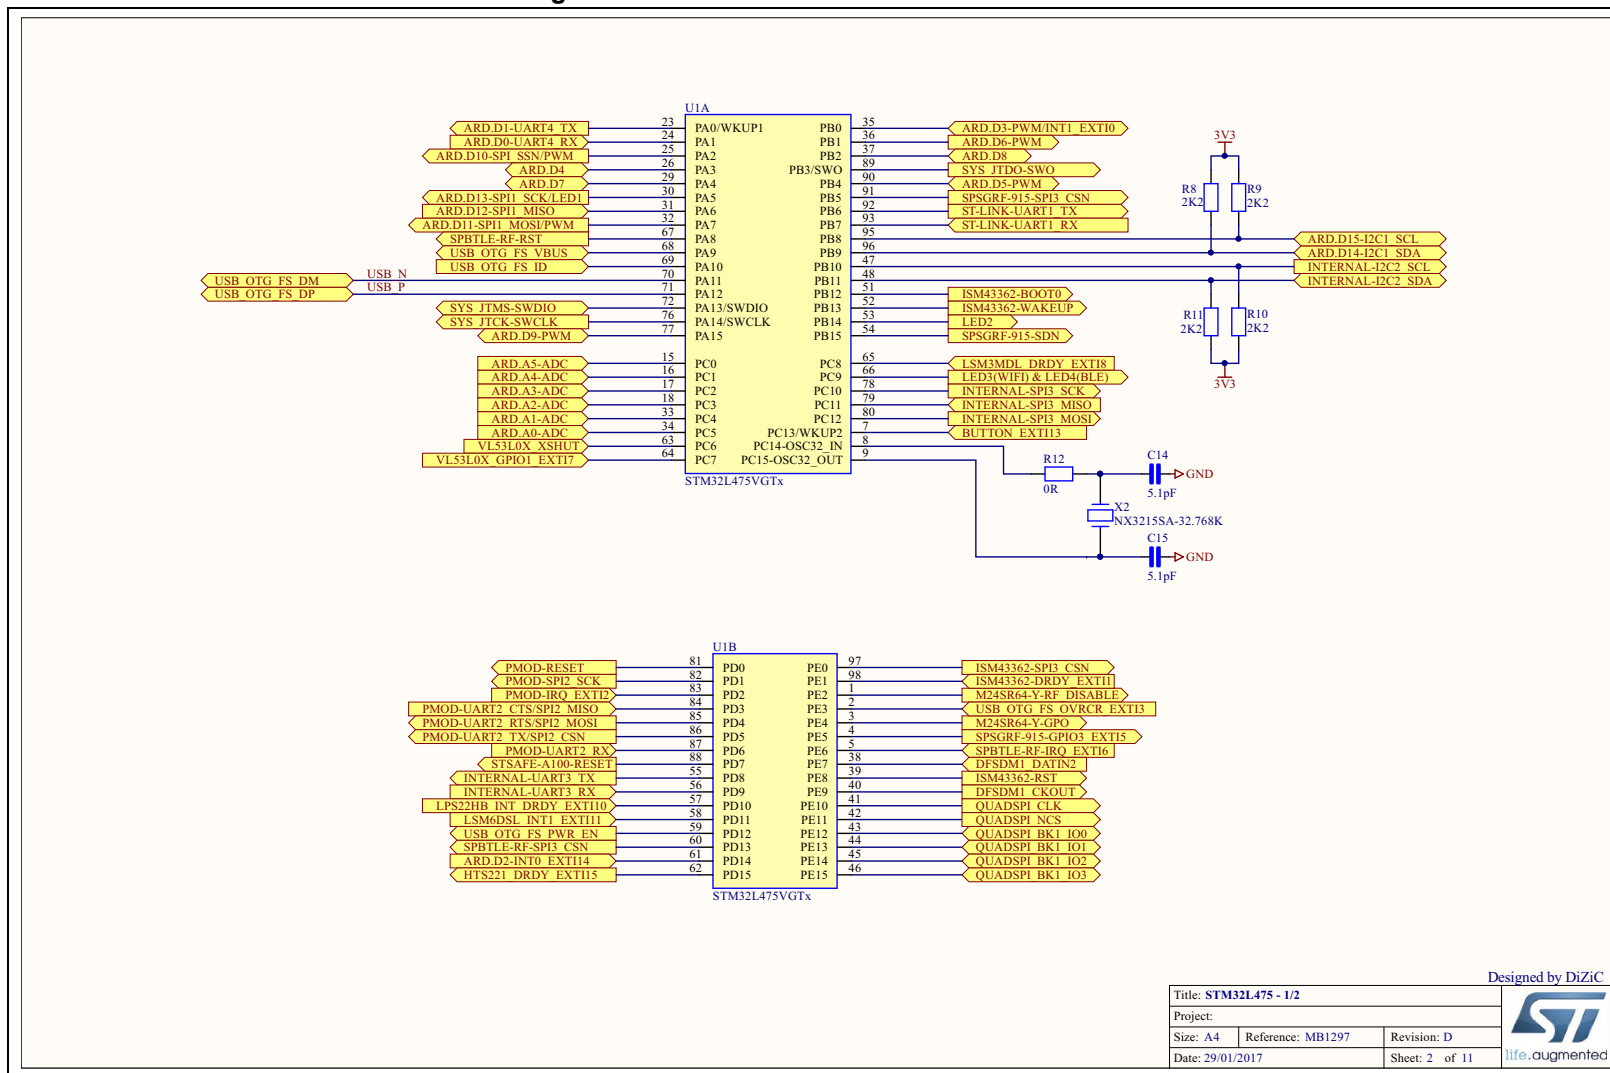 U1A
ARD.D1-UART4_TX 23 PA0/WKUP1 PB0 35 ARD.D3-PWM/INT1_EXTI0
ARD.D0-UART4_RX 24 PA1 PB1 36 ARD.D6-PWM
ARD.D10-SPI_SSN/PWM 25 PA2 PB2 37 ARD.D8
ARD.D4 26 PA3 PB3/SWO 89 SYS_JTDO-SWO
ARD.D7 29 PA4 PB4 90 ARD.D5-PWM
ARD.D13-SPI1_SCK/LED1 30 PA5 PB5 91 SPSGRF-915-SPI3_CSN
ARD.D12-SPI1_MISO 31 PA6 PB6 92 ST-LINK-UART1_TX
ARD.D11-SPI1_MOSI/PWM 32 PA7 PB7 93 ST-LINK-UART1_RX
SPBTLE-RF-RST 67 PA8 PB8 95 ARD.D15-I2C1_SCL
USB_OTG_FS_VBUS 68 PA9 PB9 96 ARD.D14-I2C1_SDA
USB_OTG_FS_ID 69 PA10 PB10 47 INTERNAL-I2C2_SCL
USB_OTG_FS_DM USB_N 70 PA11 PB11 48 INTERNAL-I2C2_SDA
USB_OTG_FS_DP USB_P 71 PA12 PB12 51 ISM43362-BOOT0
SYS_JTMS-SWDIO 72 PA13/SWDIO PB13 52 ISM43362-WAKEUP
SYS_JTCK-SWCLK 76 PA14/SWCLK PB14 53 LED2
ARD.D9-PWM 77 PA15 PB15 54 SPSGRF-915-SDN
ARD.A5-ADC 15 PC0 PC8 65 LSM3MDL_DRDY_EXTI8
ARD.A4-ADC 16 PC1 PC9 66 LED3(WIFI) & LED4(BLE)
ARD.A3-ADC 17 PC2 PC10 78 INTERNAL-SPI3_SCK
ARD.A2-ADC 18 PC3 PC11 79 INTERNAL-SPI3_MISO
ARD.A1-ADC 33 PC4 PC12 80 INTERNAL-SPI3_MOSI
ARD.A0-ADC 34 PC5 PC13/WKUP2 7 BUTTON_EXTI13
VL53L0X_XSHUT 63 PC6 PC14-OSC32_IN 8
VL53L0X_GPIO1_EXTI7 64 PC7 PC15-OSC32_OUT 9
STM32L475VGTx
3V3
R8 R9
2K2 2K2
R11 R10
2K2 2K2
3V3
R12
0R
C14
GND
5.1pF
X2
NX3215SA-32.768K
C15
GND
5.1pF
U1B
PMOD-RESET 81 PD0 PE0 97 ISM43362-SPI3_CSN
PMOD-SPI2_SCK 82 PD1 PE1 98 ISM43362-DRDY_EXTI1
PMOD-IRQ_EXTI2 83 PD2 PE2 1 M24SR64-Y-RF_DISABLE
PMOD-UART2_CTS/SPI2_MISO 84 PD3 PE3 2 USB_OTG_FS_OVRCR_EXTI3
PMOD-UART2_RTS/SPI2_MOSI 85 PD4 PE4 3 M24SR64-Y-GPO
PMOD-UART2_TX/SPI2_CSN 86 PD5 PE5 4 SPSGRF-915-GPIO3_EXTI5
PMOD-UART2_RX 87 PD6 PE6 5 SPBTLE-RF-IRQ_EXTI6
STSAFE-A100-RESET 88 PD7 PE7 38 DFSDM1_DATIN2
INTERNAL-UART3_TX 55 PD8 PE8 39 ISM43362-RST
INTERNAL-UART3_RX 56 PD9 PE9 40 DFSDM1_CKOUT
LPS22HB_INT_DRDY_EXTI10 57 PD10 PE10 41 QUADSPI_CLK
LSM6DSL_INT1_EXTI11 58 PD11 PE11 42 QUADSPI_NCS
USB_OTG_FS_PWR_EN 59 PD12 PE12 43 QUADSPI_BK1_IO0
SPBTLE-RF-SPI3_CSN 60 PD13 PE13 44 QUADSPI_BK1_IO1
ARD.D2-INT0_EXTI14 61 PD14 PE14 45 QUADSPI_BK1_IO2
HTS221_DRDY_EXTI15 62 PD15 PE15 46 QUADSPI_BK1_IO3
STM32L475VGTx
Designed by DiZiC
Title: STM32L475 - 1/2
Project:
Size: A4 Reference: MB1297 Revision: D
Date: 29/01/2017 Sheet: 2 of 11
ST
life.augmented